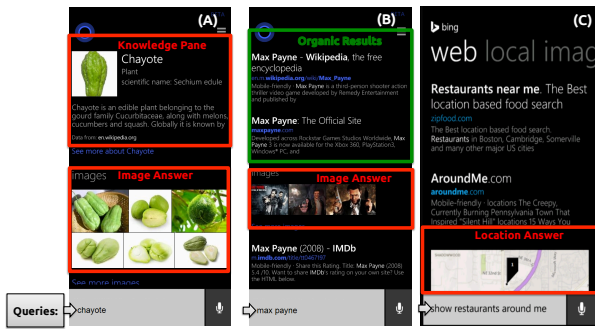 (A)
Knowledge Pane
Chayote
Plant
scientific name: Sechium edule
Chayote is an edible plant belonging to the
gourd family Cucurbitaceae, along with melons,
cucumbers and squash. Globally it is known by
Data from: en.wikipedia.org
See more about Chayote
images
Image Answer
See more images
Queries:
chayote
(B)
Organic Results
Max Payne - Wikipedia, the free
encyclopedia
en.m.wikipedia.org/wiki/Max_Payne
Mobile-friendly · Max Payne is a third-person shooter action
thriller video game developed by Remedy Entertainment
and published by
Max Payne: The Official Site
maxpayne.com
Developed across Rockstar Games Studios Worldwide, Max
Payne 3 is now available for the Xbox 360, PlayStation3,
Windows® PC, and
images
Image Answer
Max Payne (2008) - IMDb
m.imdb.com/title/tt0467197
Mobile-friendly · Share this Rating. Title: Max Payne (2008)
5.4 /10. Want to share IMDb's rating on your own site? Use
the HTML below.
max payne
(C)
bing
web local imag
Restaurants near me. The Best
location based food search
zipfood.com
The Best location based food search.
Restaurants in Boston, Cambridge, Somerville
and many other major US cities
AroundMe.com
aroundme.com
Mobile-friendly · locations The Creepy,
Currently Burning Pennsylvania Town That
Inspired "Silent Hill" locations 15 Ways You
Location Answer
1
show restaurants around me